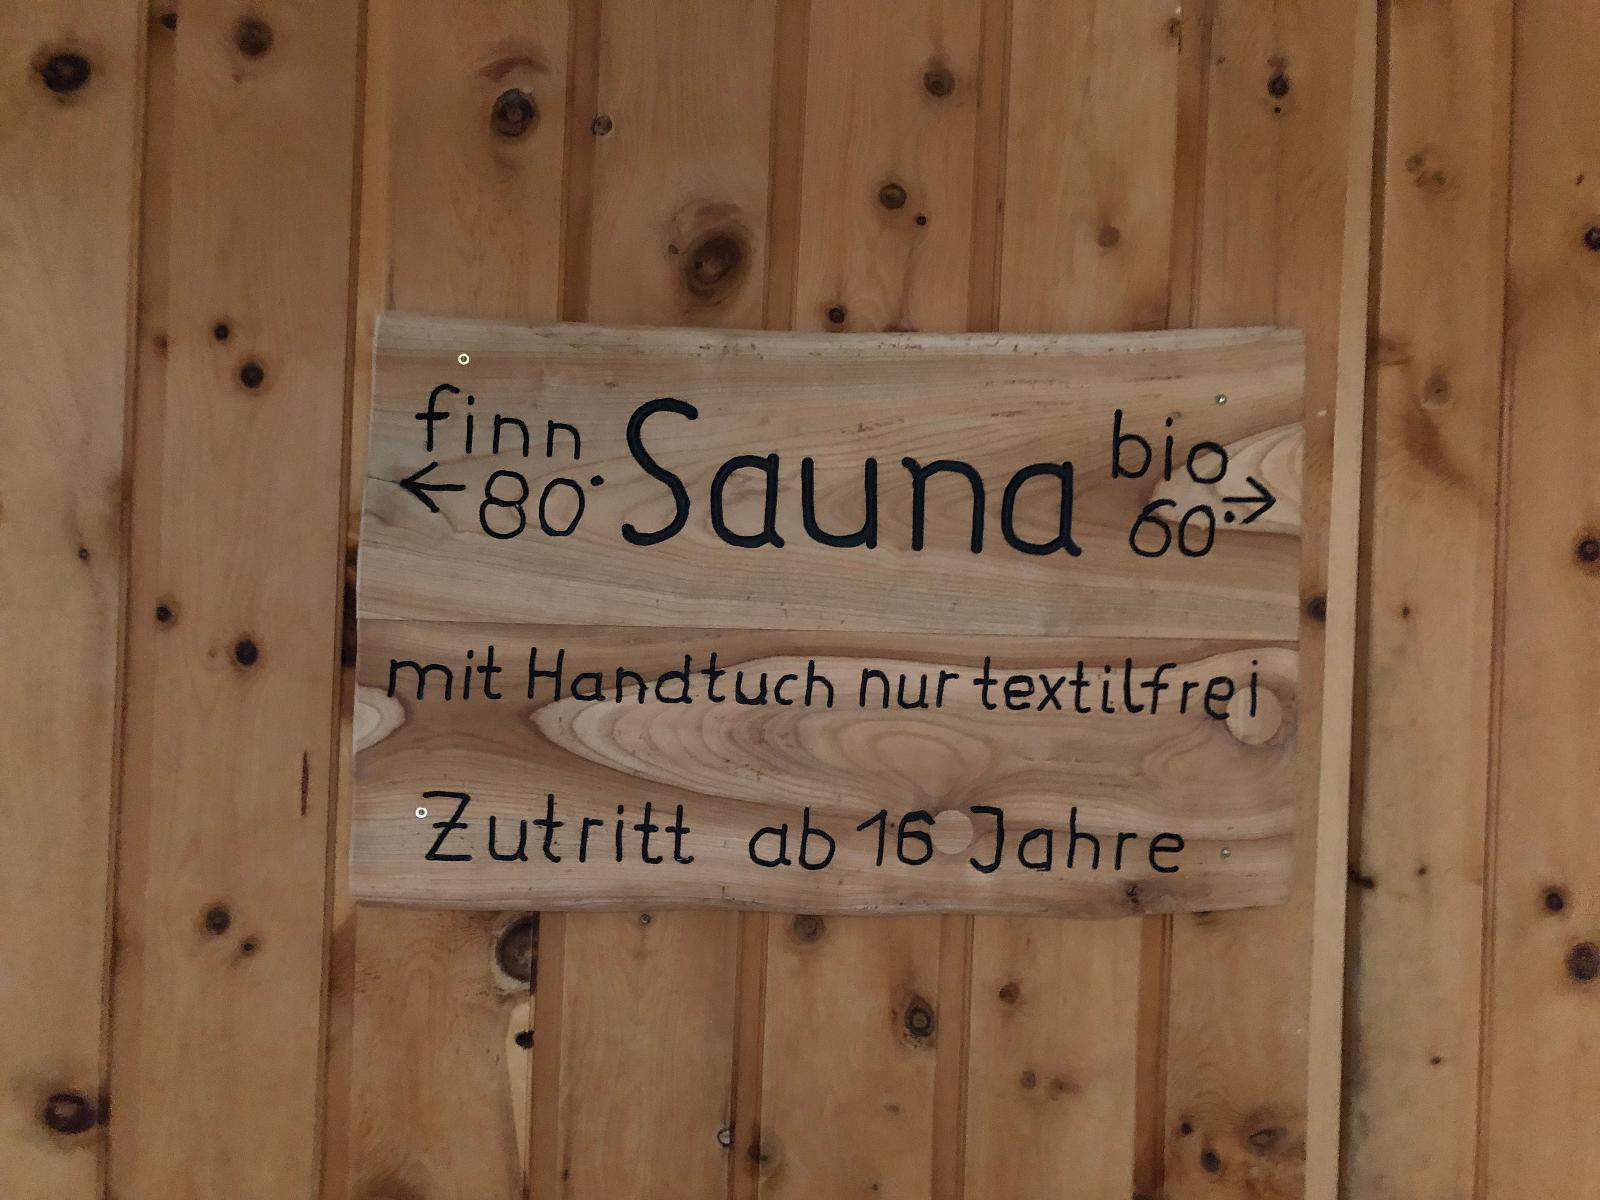 finn Sauna bio
← 80° 60° →
mit Handtuch nur textilfrei
Zutritt ab 16 Jahre